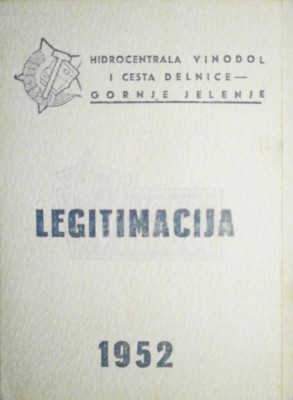 HIDROCENTRALA VINODOL
I CESTA DELNICE—
GORNJE JELENJE
LEGITIMACIJA
1952